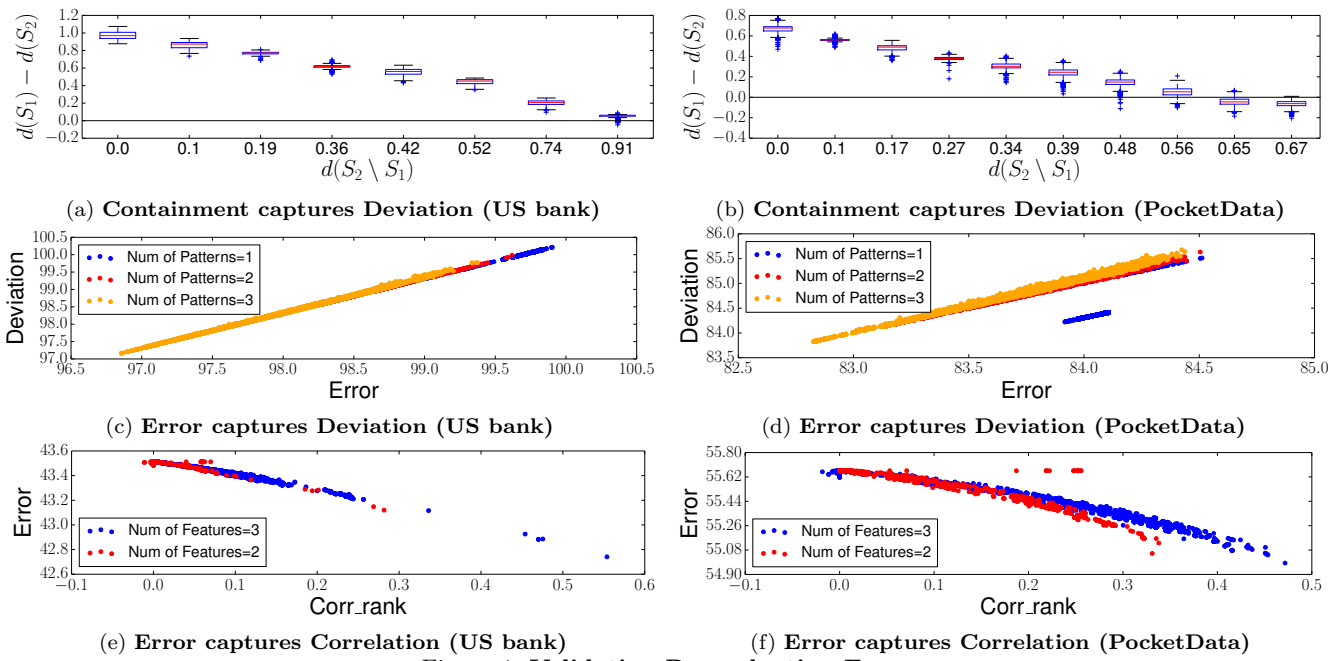 1.2
1.0
0.8
0.6
0.4
0.2
0.0
−0.2
d(S₁) − d(S₂)
0.0 0.1 0.19 0.36 0.42 0.52 0.74 0.91
d(S₂ \ S₁)
(a) Containment captures Deviation (US bank)
0.8
0.6
0.4
0.2
0.0
−0.2
−0.4
d(S₁) − d(S₂)
0.0 0.1 0.17 0.27 0.34 0.39 0.48 0.56 0.65 0.67
d(S₂ \ S₁)
(b) Containment captures Deviation (PocketData)
100.5
100.0
99.5
99.0
98.5
98.0
97.5
97.0
Deviation
Num of Patterns=1
Num of Patterns=2
Num of Patterns=3
96.5 97.0 97.5 98.0 98.5 99.0 99.5 100.0 100.5
Error
(c) Error captures Deviation (US bank)
86.0
85.5
85.0
84.5
84.0
83.5
Deviation
Num of Patterns=1
Num of Patterns=2
Num of Patterns=3
82.5 83.0 83.5 84.0 84.5 85.0
Error
(d) Error captures Deviation (PocketData)
43.6
43.4
43.2
43.0
42.8
42.6
Error
Num of Features=3
Num of Features=2
−0.1 0.0 0.1 0.2 0.3 0.4 0.5 0.6
Corr_rank
(e) Error captures Correlation (US bank)
55.80
55.62
55.44
55.26
55.08
54.90
Error
Num of Features=3
Num of Features=2
−0.1 0.0 0.1 0.2 0.3 0.4 0.5
Corr_rank
(f) Error captures Correlation (PocketData)